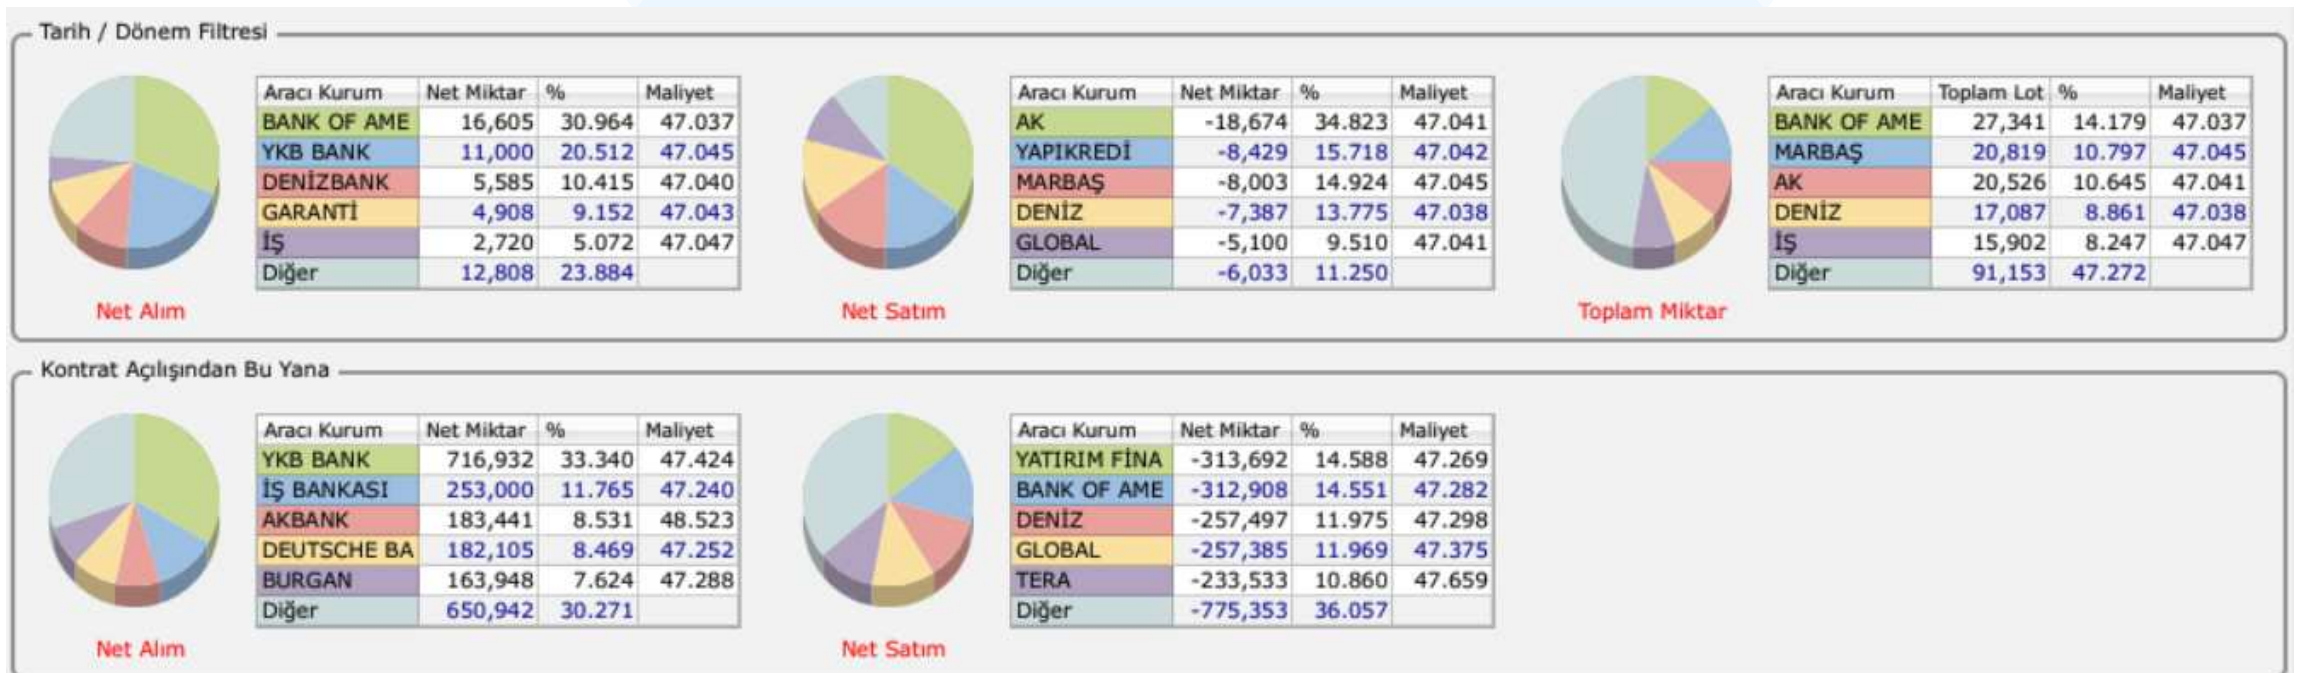 Tarih / Dönem Filtresi
Aracı Kurum Net Miktar % Maliyet
BANK OF AME 16,605 30.964 47.037
YKB BANK 11,000 20.512 47.045
DENİZBANK 5,585 10.415 47.040
GARANTİ 4,908 9.152 47.043
İŞ 2,720 5.072 47.047
Diğer 12,808 23.884
Net Alım
Aracı Kurum Net Miktar % Maliyet
AK -18,674 34.823 47.041
YAPIKREDİ -8,429 15.718 47.042
MARBAŞ -8,003 14.924 47.045
DENİZ -7,387 13.775 47.038
GLOBAL -5,100 9.510 47.041
Diğer -6,033 11.250
Net Satım
Aracı Kurum Toplam Lot % Maliyet
BANK OF AME 27,341 14.179 47.037
MARBAŞ 20,819 10.797 47.045
AK 20,526 10.645 47.041
DENİZ 17,087 8.861 47.038
İŞ 15,902 8.247 47.047
Diğer 91,153 47.272
Toplam Miktar
Kontrat Açılışından Bu Yana
Aracı Kurum Net Miktar % Maliyet
YKB BANK 716,932 33.340 47.424
İŞ BANKASI 253,000 11.765 47.240
AKBANK 183,441 8.531 48.523
DEUTSCHE BA 182,105 8.469 47.252
BURGAN 163,948 7.624 47.288
Diğer 650,942 30.271
Net Alım
Aracı Kurum Net Miktar % Maliyet
YATIRIM FİNA -313,692 14.588 47.269
BANK OF AME -312,908 14.551 47.282
DENİZ -257,497 11.975 47.298
GLOBAL -257,385 11.969 47.375
TERA -233,533 10.860 47.659
Diğer -775,353 36.057
Net Satım